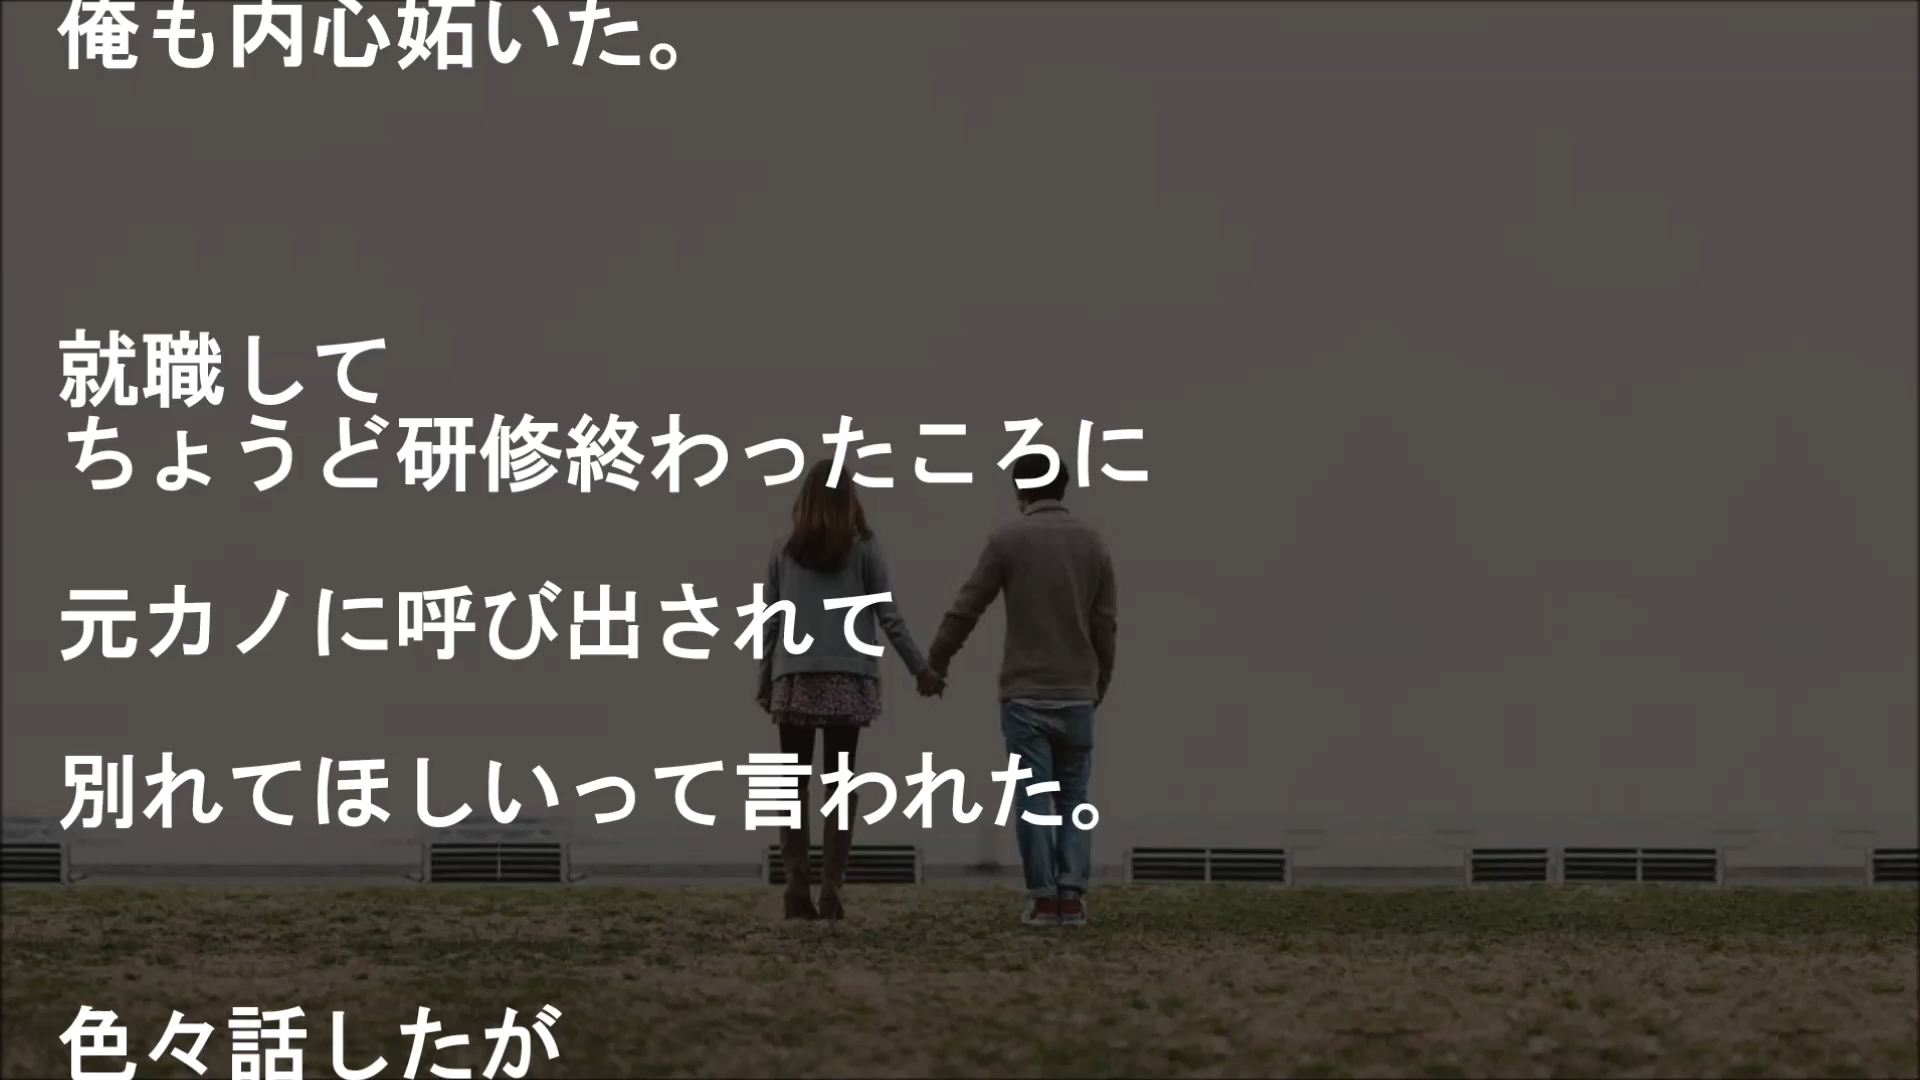 俺も内心妬いた。
就職して
ちょうど研修終わったころに
元カノに呼び出されて
別れてほしいって言われた。
色々話したが